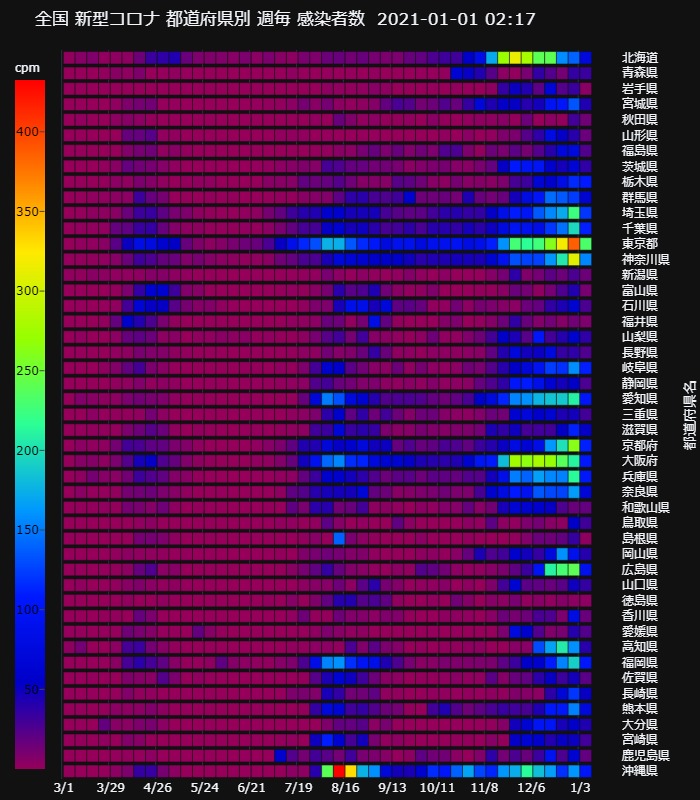 全国 新型コロナ 都道府県別 週毎 感染者数 2021-01-01 02:17
cpm
400
350
300
250
200
150
100
50
北海道
青森県
岩手県
宮城県
秋田県
山形県
福島県
茨城県
栃木県
群馬県
埼玉県
千葉県
東京都
神奈川県
新潟県
富山県
石川県
福井県
山梨県
長野県
岐阜県
静岡県
愛知県
三重県
滋賀県
京都府
大阪府
兵庫県
奈良県
和歌山県
鳥取県
島根県
岡山県
広島県
山口県
徳島県
香川県
愛媛県
高知県
福岡県
佐賀県
長崎県
熊本県
大分県
宮崎県
鹿児島県
沖縄県
都道府県名
3/1 3/29 4/26 5/24 6/21 7/19 8/16 9/13 10/11 11/8 12/6 1/3